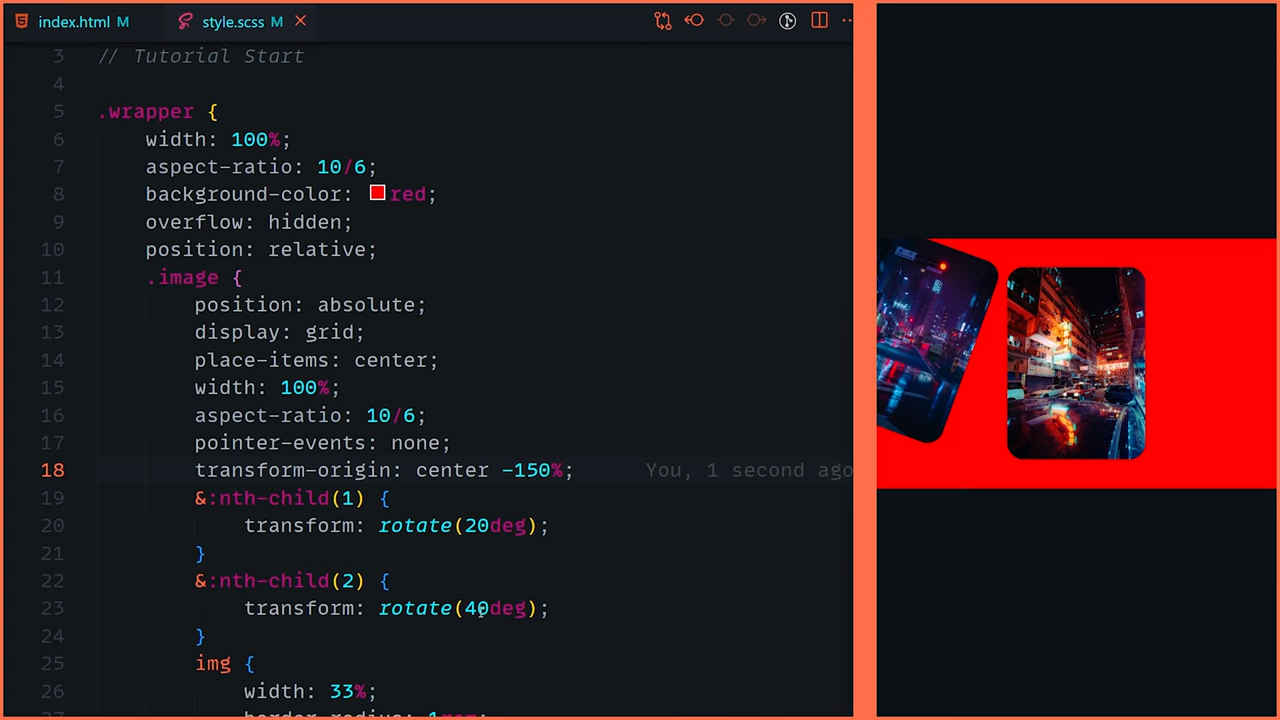 index.html M
style.scss M
3 // Tutorial Start
4
5 .wrapper {
6 width: 100%;
7 aspect-ratio: 10/6;
8 background-color: red;
9 overflow: hidden;
10 position: relative;
11 .image {
12 position: absolute;
13 display: grid;
14 place-items: center;
15 width: 100%;
16 aspect-ratio: 10/6;
17 pointer-events: none;
18 transform-origin: center -150%; You, 1 second ago
19 &:nth-child(1) {
20 transform: rotate(20deg);
21 }
22 &:nth-child(2) {
23 transform: rotate(40deg);
24 }
25 img {
26 width: 33%;